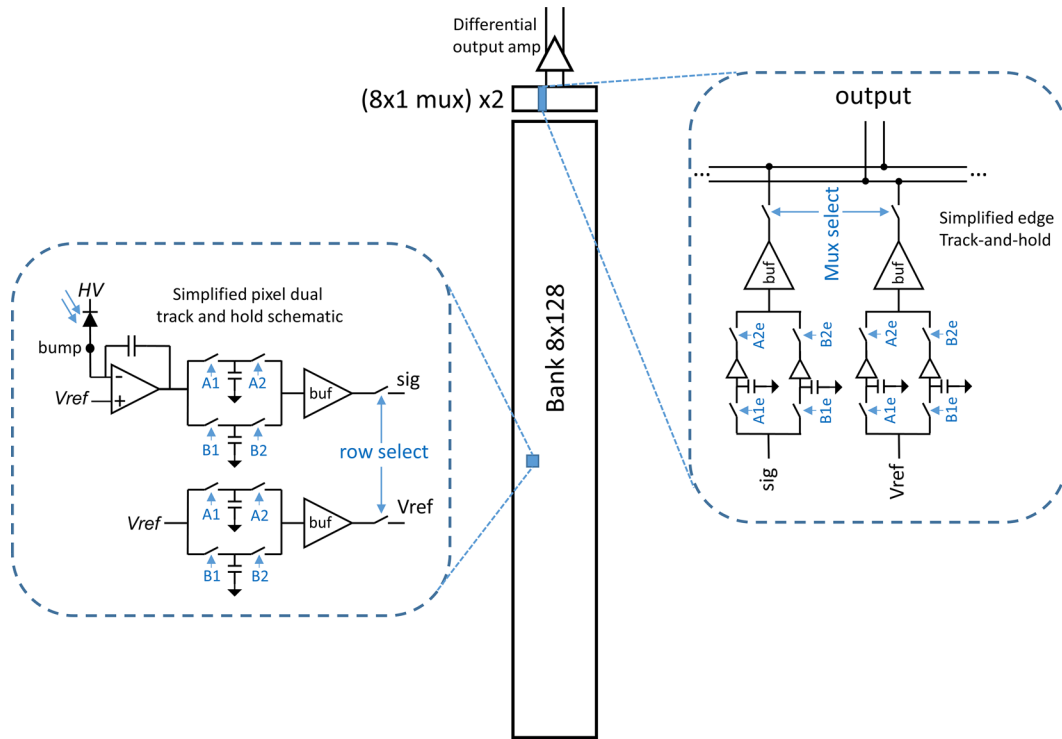 Differential
output amp
(8x1 mux) x2
output
...
...
Mux select
Simplified edge
Track-and-hold
buf
buf
A2e
B2e
A2e
B2e
A1e
B1e
A1e
B1e
sig
Vref
Bank 8x128
HV
Simplified pixel dual
track and hold schematic
bump
-
+
Vref
A1
A2
buf
sig
B1
B2
row select
Vref
A1
A2
buf
Vref
B1
B2